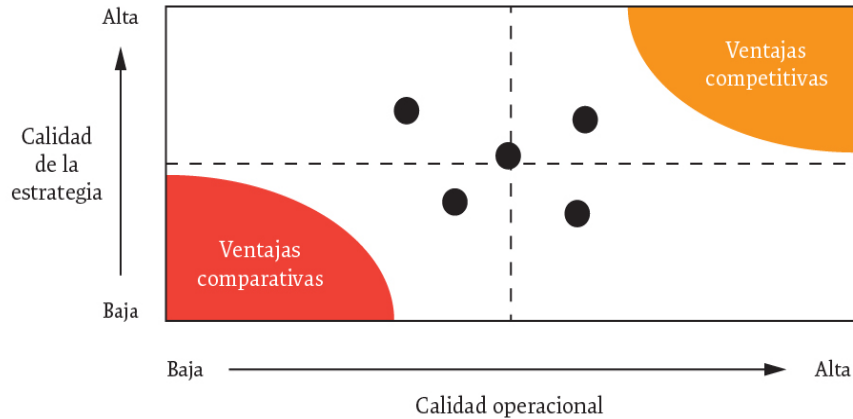 Alta
Ventajas
competitivas
Calidad
de la
estrategia
Ventajas
comparativas
Baja
Baja
Alta
Calidad operacional